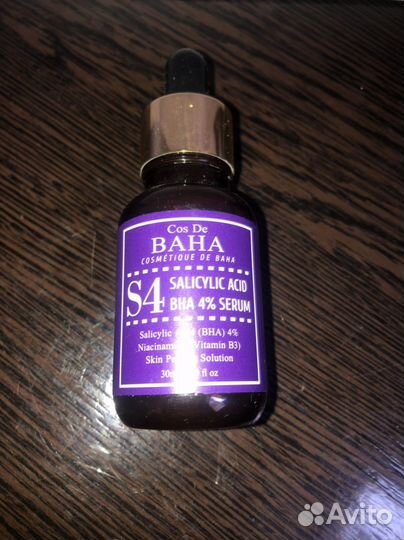 Cos De
BAHA
COSMÉTIQUE DE BAHA
S4
SALICYLIC ACID
BHA 4% SERUM
Salicylic (BHA) 4%
Vitamin B3)
Skin Solution
fl oz
Avito